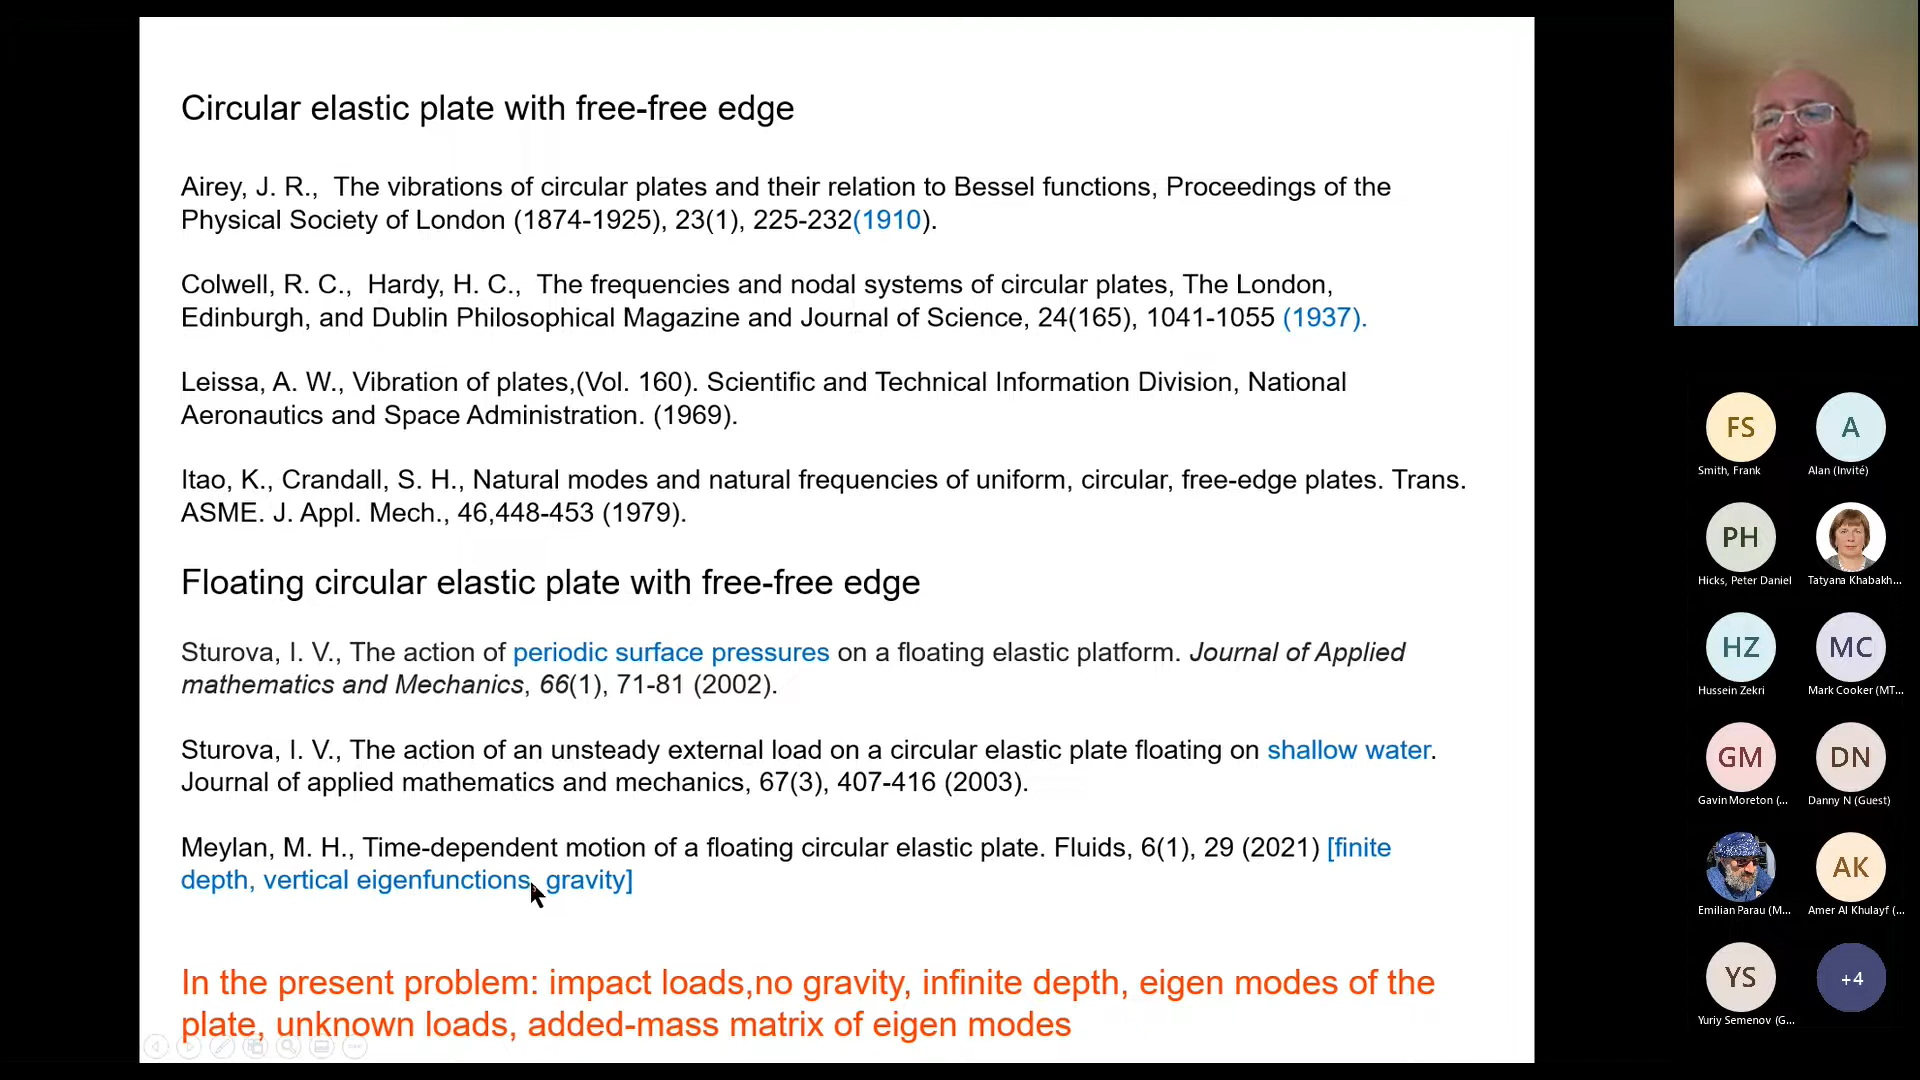 Circular elastic plate with free-free edge
Airey, J. R.,  The vibrations of circular plates and their relation to Bessel functions, Proceedings of the
Physical Society of London (1874-1925), 23(1), 225-232(1910).
Colwell, R. C.,  Hardy, H. C.,  The frequencies and nodal systems of circular plates, The London,
Edinburgh, and Dublin Philosophical Magazine and Journal of Science, 24(165), 1041-1055 (1937).
Leissa, A. W., Vibration of plates,(Vol. 160). Scientific and Technical Information Division, National
Aeronautics and Space Administration. (1969).
Itao, K., Crandall, S. H., Natural modes and natural frequencies of uniform, circular, free-edge plates. Trans.
ASME. J. Appl. Mech., 46,448-453 (1979).
Floating circular elastic plate with free-free edge
Sturova, I. V., The action of periodic surface pressures on a floating elastic platform. Journal of Applied
mathematics and Mechanics, 66(1), 71-81 (2002).
Sturova, I. V., The action of an unsteady external load on a circular elastic plate floating on shallow water.
Journal of applied mathematics and mechanics, 67(3), 407-416 (2003).
Meylan, M. H., Time-dependent motion of a floating circular elastic plate. Fluids, 6(1), 29 (2021) [finite
depth, vertical eigenfunctions, gravity]
In the present problem: impact loads,no gravity, infinite depth, eigen modes of the
plate, unknown loads, added-mass matrix of eigen modes
FS
A
Smith, Frank
Alan (Invité)
PH
Hicks, Peter Daniel
Tatyana Khabakh...
HZ
MC
Hussein Zekri
Mark Cooker (MT...
GM
DN
Gavin Moreton (...
Danny N (Guest)
AK
Emilian Parau (M...
Amer Al Khulayf (...
YS
+4
Yuriy Semenov (G...